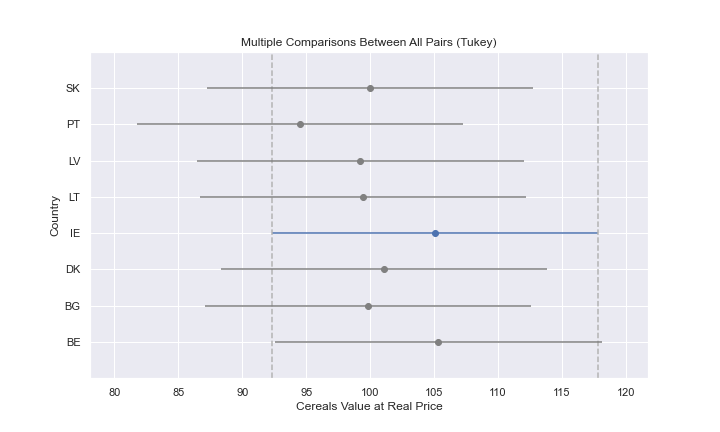 Multiple Comparisons Between All Pairs (Tukey)
SK
PT
LV
LT
IE
DK
BG
BE
Country
80 85 90 95 100 105 110 115 120
Cereals Value at Real Price